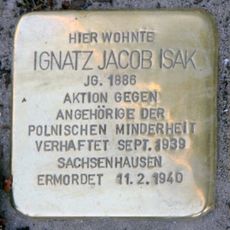 HIER WOHNTE
IGNATZ JACOB ISAK
JG. 1886
AKTION GEGEN
ANGEHÖRIGE DER
POLNISCHEN MINDERHEIT
VERHAFTET SEPT. 1939
SACHSENHAUSEN
ERMORDET 11.2.1940